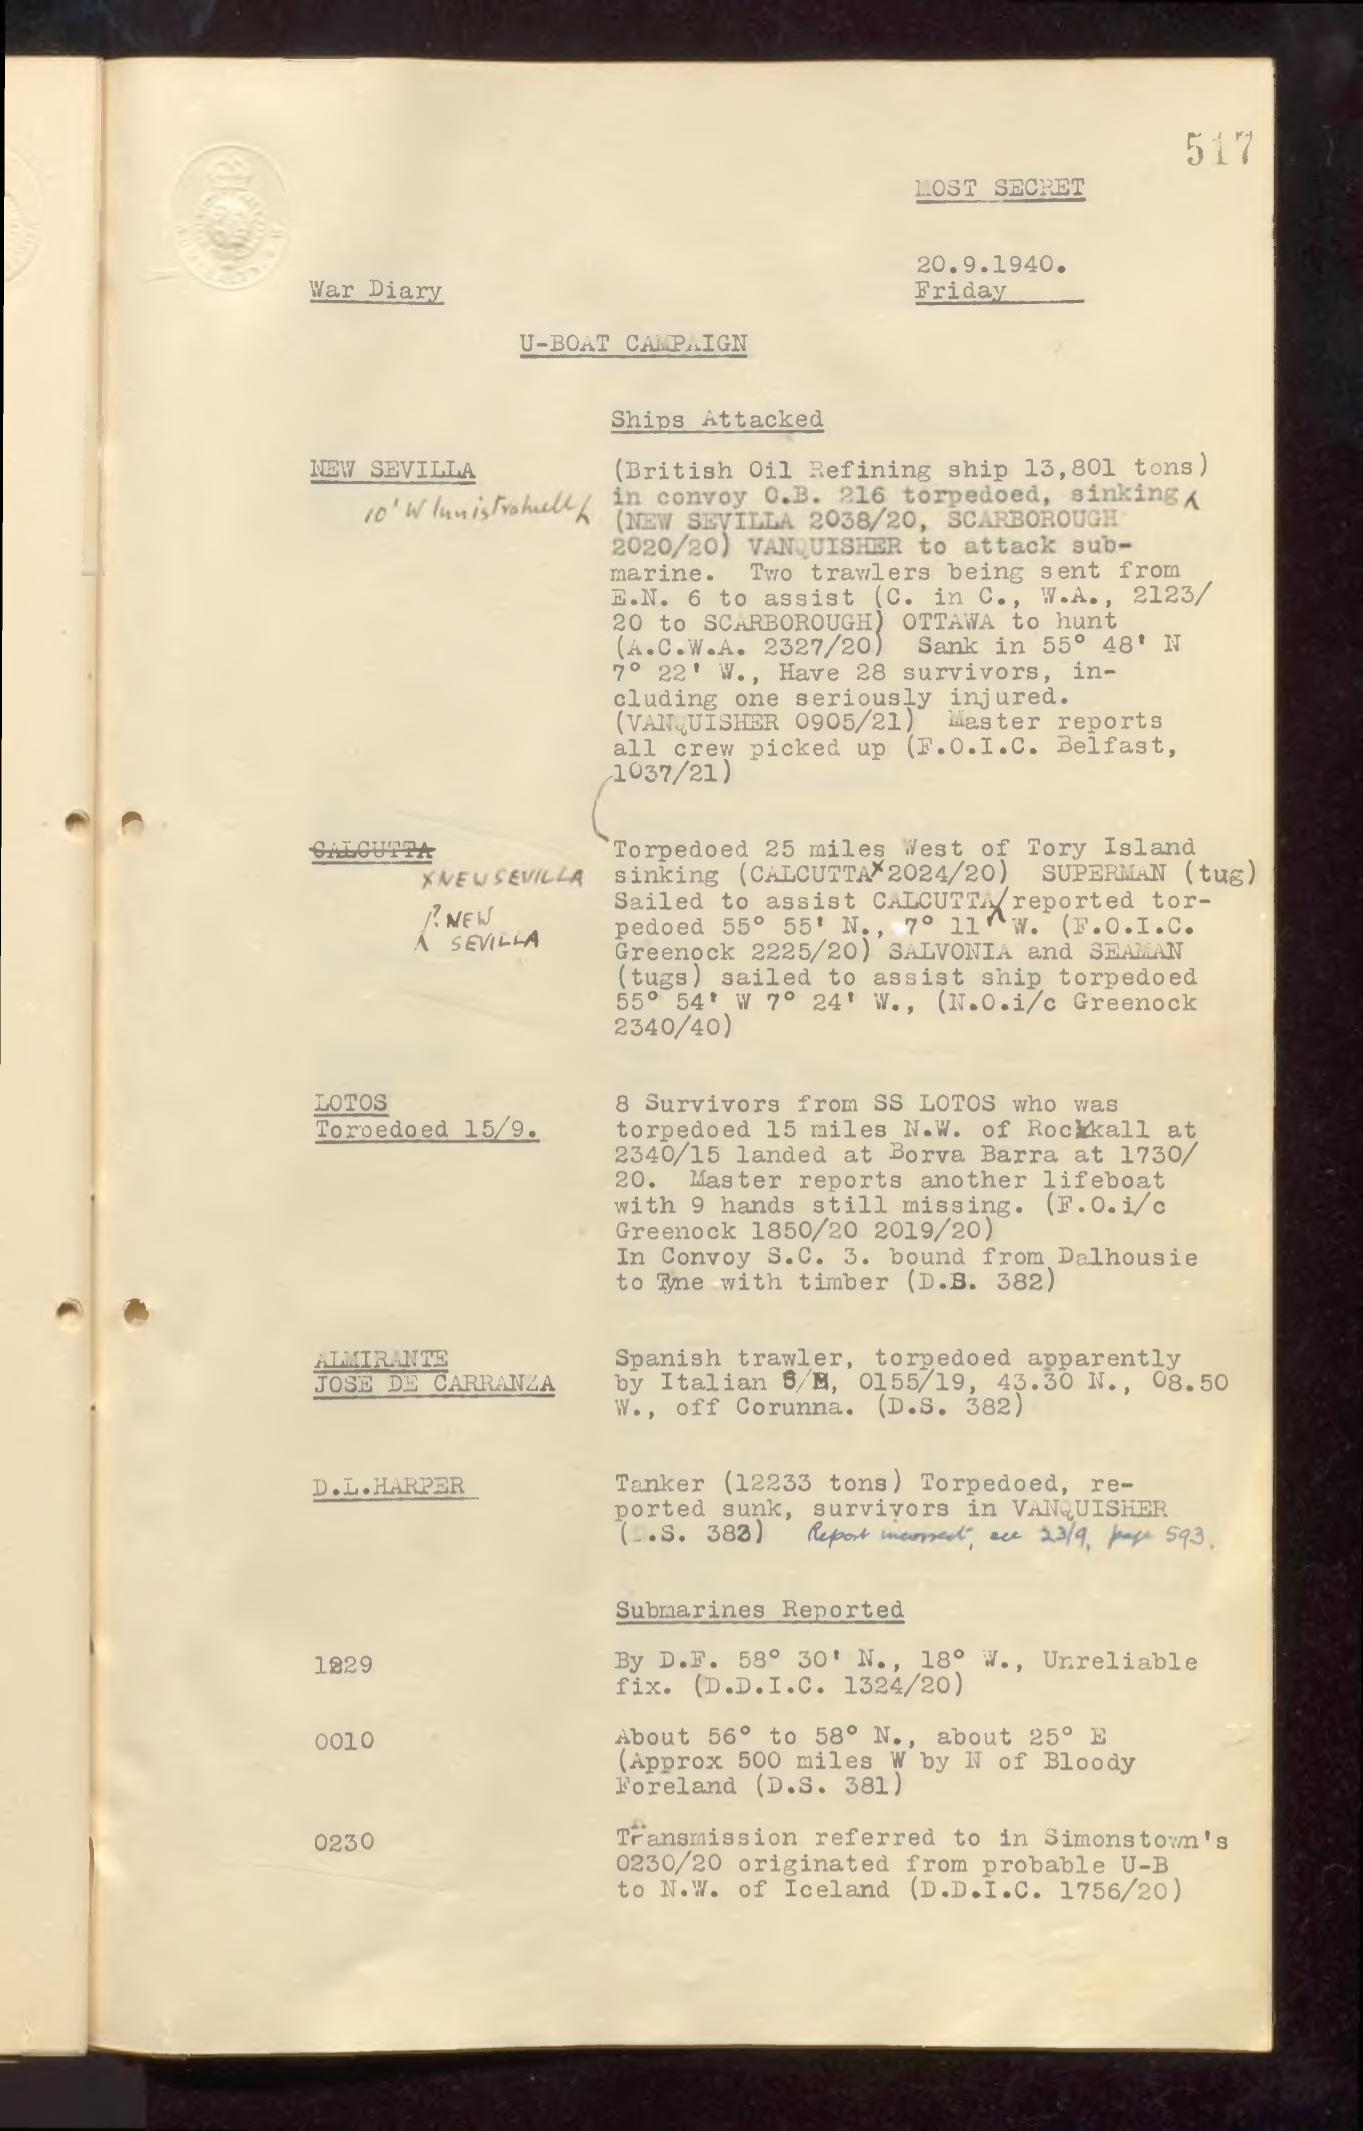 517
MOST SECRET
20.9.1940.
War Diary
Friday
U-BOAT CAMPAIGN
Ships Attacked
NEW SEVILLA
10' W Innistrahull
(British Oil Refining ship 13,801 tons)
in convoy O.B. 216 torpedoed, sinking
(NEW SEVILLA 2038/20, SCARBOROUGH
2020/20) VANQUISHER to attack sub-
marine. Two trawlers being sent from
E.N. 6 to assist (C. in C., W.A., 2123/
20 to SCARBOROUGH) OTTAWA to hunt
(A.C.W.A. 2327/20) Sank in 55° 48' N
7° 22' W., Have 28 survivors, in-
cluding one seriously injured.
(VANQUISHER 0905/21) Master reports
all crew picked up (F.O.I.C. Belfast,
1037/21)
CALCUTTA
x NEW SEVILLA
?. NEW
SEVILLA
Torpedoed 25 miles West of Tory Island
sinking (CALCUTTA x 2024/20) SUPERMAN (tug)
Sailed to assist CALCUTTA/reported tor-
pedoed 55° 55' N., 7° 11' W. (F.O.I.C.
Greenock 2225/20) SALVONIA and SEAMAN
(tugs) sailed to assist ship torpedoed
55° 54' W 7° 24' W., (N.O.i/c Greenock
2340/40)
LOTOS
Torpedoed 15/9.
8 Survivors from SS LOTOS who was
torpedoed 15 miles N.W. of Rockkall at
2340/15 landed at Borva Barra at 1730/
20. Master reports another lifeboat
with 9 hands still missing. (F.O.i/c
Greenock 1850/20 2019/20)
In Convoy S.C. 3. bound from Dalhousie
to Tyne with timber (D.S. 382)
ALMIRANTE
JOSE DE CARRANZA
Spanish trawler, torpedoed apparently
by Italian S/M, 0155/19, 43.30 N., 08.50
W., off Corunna. (D.S. 382)
D.L.HARPER
Tanker (12233 tons) Torpedoed, re-
ported sunk, survivors in VANQUISHER
(D.S. 382) Report incorrect, see 23/9, page 593.
Submarines Reported
1229
By D.F. 58° 30' N., 18° W., Unreliable
fix. (D.D.I.C. 1324/20)
0010
About 56° to 58° N., about 25° E
(Approx 500 miles W by N of Bloody
Foreland (D.S. 381)
0230
Transmission referred to in Simonstown's
0230/20 originated from probable U-B
to N.W. of Iceland (D.D.I.C. 1756/20)